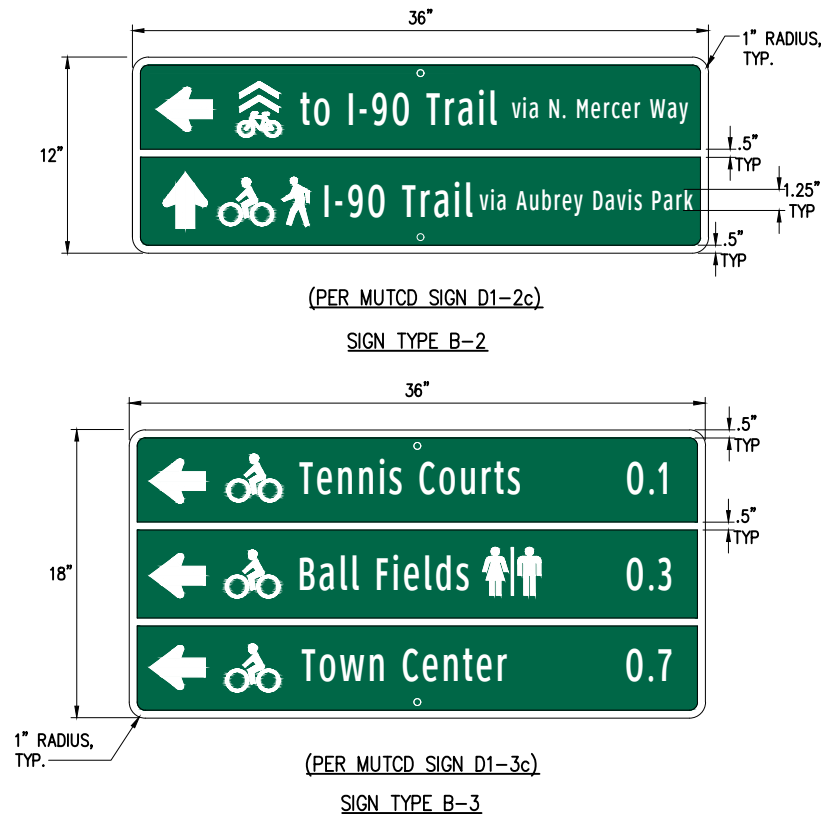 36"
1" RADIUS,
TYP.
to I-90 Trail via N. Mercer Way
12"
.5"
TYP
I-90 Trail via Aubrey Davis Park
1.25"
TYP
.5"
TYP
(PER MUTCD SIGN D1-2c)
SIGN TYPE B-2
36"
.5"
TYP
Tennis Courts 0.1
.5"
TYP
18"
Ball Fields 0.3
Town Center 0.7
1" RADIUS,
TYP.
(PER MUTCD SIGN D1-3c)
SIGN TYPE B-3